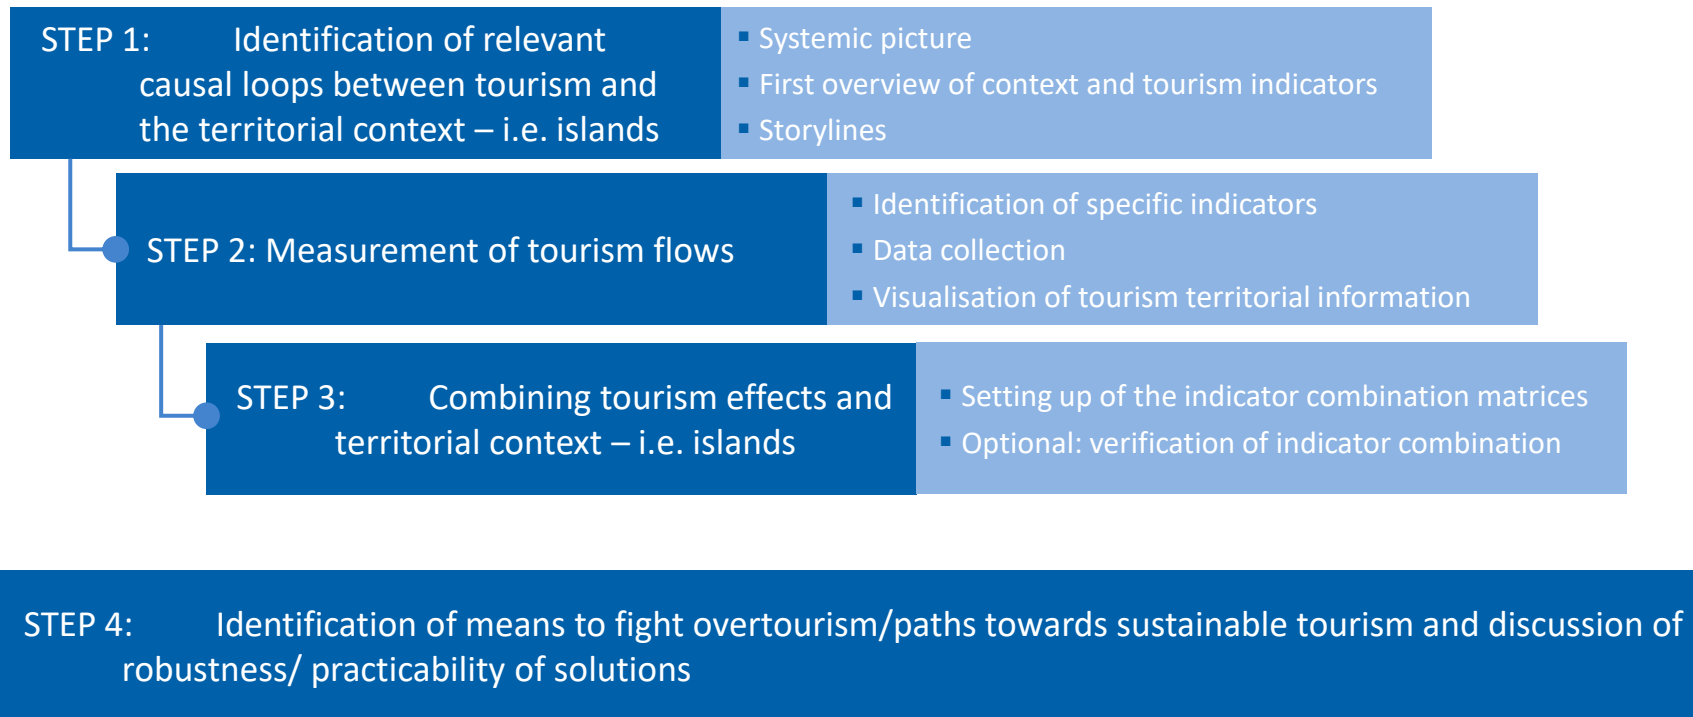 STEP 1: Identification of relevant
causal loops between tourism and
the territorial context – i.e. islands
▪ Systemic picture
▪ First overview of context and tourism indicators
▪ Storylines
STEP 2: Measurement of tourism flows
▪ Identification of specific indicators
▪ Data collection
▪ Visualisation of tourism territorial information
STEP 3: Combining tourism effects and
territorial context – i.e. islands
▪ Setting up of the indicator combination matrices
▪ Optional: verification of indicator combination
STEP 4: Identification of means to fight overtourism/paths towards sustainable tourism and discussion of
robustness/ practicability of solutions